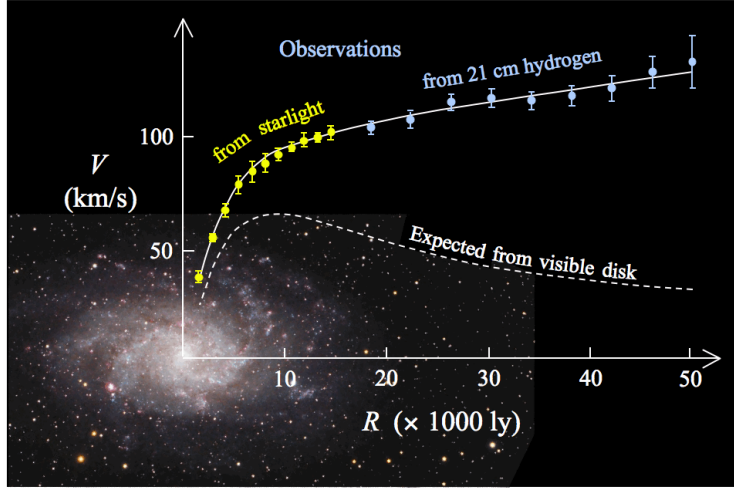 Observations
from 21 cm hydrogen
from starlight
100
V
(km/s)
50
Expected from visible disk
10
20
30
40
50
R (× 1000 ly)